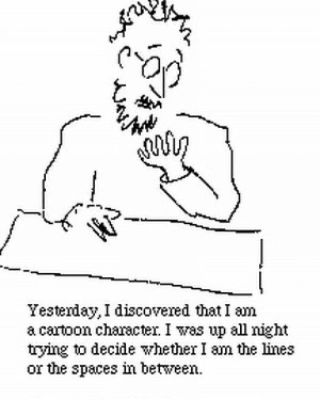 Yesterday, I discovered that I am
a cartoon character. I was up all night
trying to decide whether I am the lines
or the spaces in between.